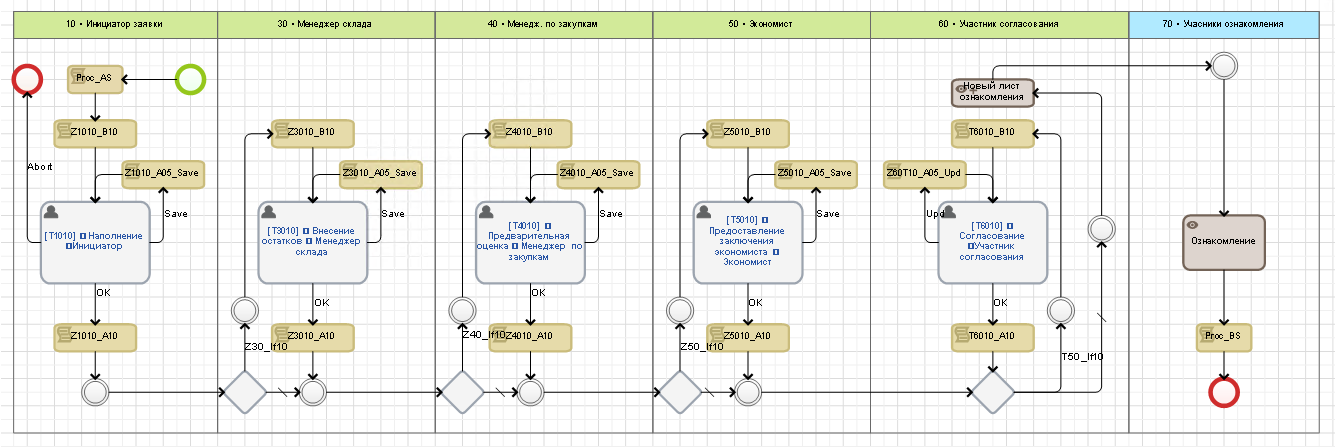 10 • Инициатор заявки
30 • Менеджер склада
40 • Менедж. по закупкам
50 • Экономист
60 • Участник согласования
70 • Учасники ознакомления
Proc_AS
Новый лист
ознакомления
Z1010_B10
Z3010_B10
Z4010_B10
Z5010_B10
T6010_B10
Abort
Z1010_A05_Save
Z3010_A05_Save
Z4010_A05_Save
Z5010_A05_Save
Z60T10_A05_Upd
Save
Save
Save
Save
Upd
[T1010] Наполнение
Инициатор
[T3010] Внесение
остатков Менеджер
склада
[T4010]
Предварительная
оценка Менеджер по
закупкам
[T5010]
Предоставление
заключения
экономиста
Экономист
[T6010]
Согласование
Участник
согласования
Ознакомление
OK
OK
OK
OK
OK
Z1010_A10
Z30_If10
Z3010_A10
Z40_If10
Z4010_A10
Z50_If10
Z5010_A10
T6010_A10
T50_If10
Proc_BS